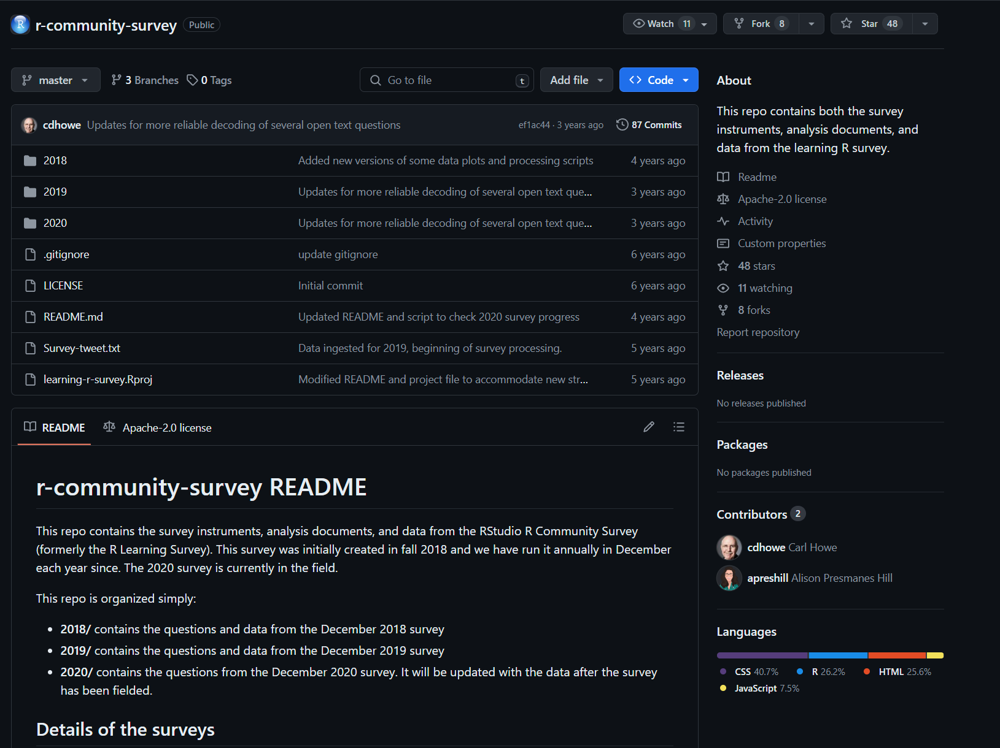 r-community-survey Public
Watch 11
Fork 8
Star 48
master
3 Branches
0 Tags
Go to file t
Add file
<> Code
cdhowe Updates for more reliable decoding of several open text questions
ef1ac44 · 3 years ago
87 Commits
2018 Added new versions of some data plots and processing scripts 4 years ago
2019 Updates for more reliable decoding of several open text que... 3 years ago
2020 Updates for more reliable decoding of several open text que... 3 years ago
.gitignore update gitignore 6 years ago
LICENSE Initial commit 6 years ago
README.md Updated README and script to check 2020 survey progress 4 years ago
Survey-tweet.txt Data ingested for 2019, beginning of survey processing. 5 years ago
learning-r-survey.Rproj Modified README and project file to accommodate new str... 5 years ago
README
Apache-2.0 license
r-community-survey README
This repo contains the survey instruments, analysis documents, and data from the RStudio R Community Survey
(formerly the R Learning Survey). This survey was initially created in fall 2018 and we have run it annually in December
each year since. The 2020 survey is currently in the field.
This repo is organized simply:
• 2018/ contains the questions and data from the December 2018 survey
• 2019/ contains the questions and data from the December 2019 survey
• 2020/ contains the questions from the December 2020 survey. It will be updated with the data after the survey
has been fielded.
Details of the surveys
About
This repo contains both the survey
instruments, analysis documents, and
data from the learning R survey.
Readme
Apache-2.0 license
Activity
Custom properties
48 stars
11 watching
8 forks
Report repository
Releases
No releases published
Packages
No packages published
Contributors 2
cdhowe Carl Howe
apreshill Alison Presmanes Hill
Languages
CSS 40.7% R 26.2% HTML 25.6%
JavaScript 7.5%